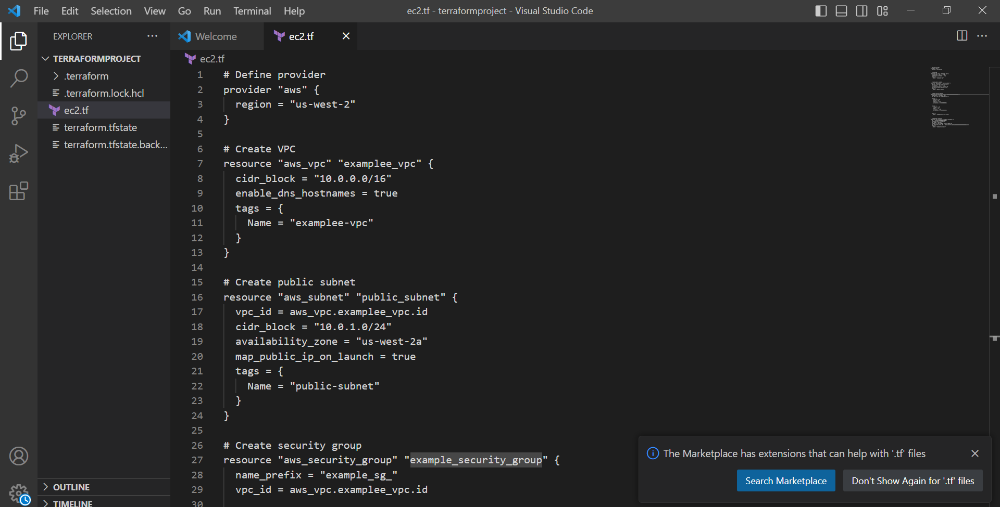 File Edit Selection View Go Run Terminal Help
ec2.tf - terraformproject - Visual Studio Code
EXPLORER
TERRAFORMPROJECT
.terraform
.terraform.lock.hcl
ec2.tf
terraform.tfstate
terraform.tfstate.back...
OUTLINE
TIMELINE
Welcome
ec2.tf
ec2.tf
1 # Define provider
2 provider "aws" {
3   region = "us-west-2"
4 }
5
6 # Create VPC
7 resource "aws_vpc" "examplee_vpc" {
8   cidr_block = "10.0.0.0/16"
9   enable_dns_hostnames = true
10   tags = {
11     Name = "examplee-vpc"
12   }
13 }
14
15 # Create public subnet
16 resource "aws_subnet" "public_subnet" {
17   vpc_id = aws_vpc.examplee_vpc.id
18   cidr_block = "10.0.1.0/24"
19   availability_zone = "us-west-2a"
20   map_public_ip_on_launch = true
21   tags = {
22     Name = "public-subnet"
23   }
24 }
25
26 # Create security group
27 resource "aws_security_group" "example_security_group" {
28   name_prefix = "example_sg_"
29   vpc_id = aws_vpc.examplee_vpc.id
30
The Marketplace has extensions that can help with '.tf' files
Search Marketplace
Don't Show Again for '.tf' files